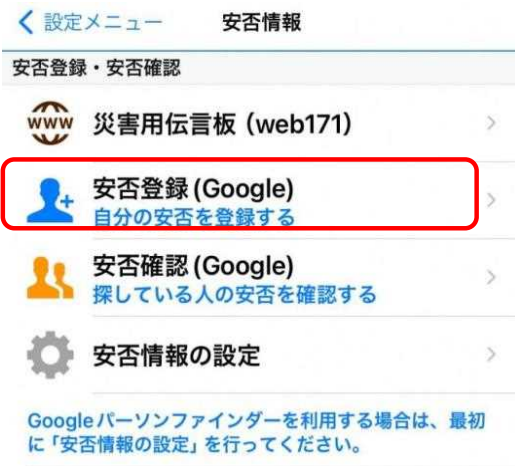 設定メニュー 安否情報
安否登録・安否確認
www 災害用伝言板（web171）
安否登録(Google)
自分の安否を登録する
安否確認(Google)
探している人の安否を確認する
安否情報の設定
Googleパーソンファインダーを利用する場合は、最初
に「安否情報の設定」を行ってください。